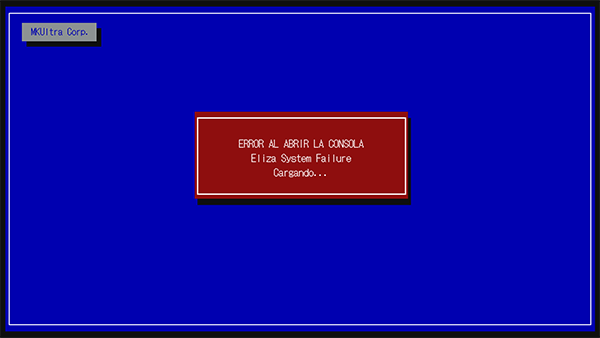 MKUltra Corp.
ERROR AL ABRIR LA CONSOLA
Eliza System Failure
Cargando...